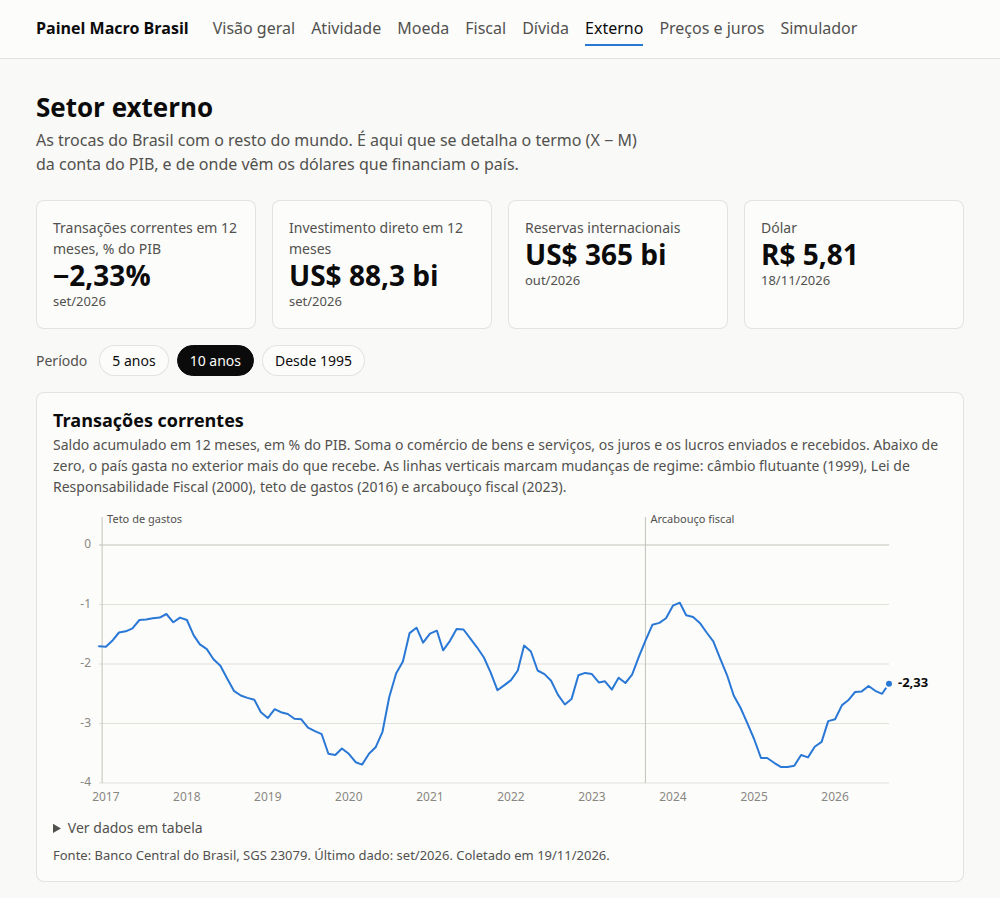 Painel Macro Brasil Visão geral Atividade Moeda Fiscal Dívida Externo Preços e juros Simulador
Setor externo
As trocas do Brasil com o resto do mundo. É aqui que se detalha o termo (X − M)
da conta do PIB, e de onde vêm os dólares que financiam o país.
Transações correntes em 12
meses, % do PIB
−2,33%
set/2026
Investimento direto em 12
meses
US$ 88,3 bi
set/2026
Reservas internacionais
US$ 365 bi
out/2026
Dólar
R$ 5,81
18/11/2026
Período 5 anos 10 anos Desde 1995
Transações correntes
Saldo acumulado em 12 meses, em % do PIB. Soma o comércio de bens e serviços, os juros e os lucros enviados e recebidos. Abaixo de
zero, o país gasta no exterior mais do que recebe. As linhas verticais marcam mudanças de regime: câmbio flutuante (1999), Lei de
Responsabilidade Fiscal (2000), teto de gastos (2016) e arcabouço fiscal (2023).
Teto de gastos Arcabouço fiscal
0
-1
-2
-3
-4
-2,33
2017 2018 2019 2020 2021 2022 2023 2024 2025 2026
▶ Ver dados em tabela
Fonte: Banco Central do Brasil, SGS 23079. Último dado: set/2026. Coletado em 19/11/2026.